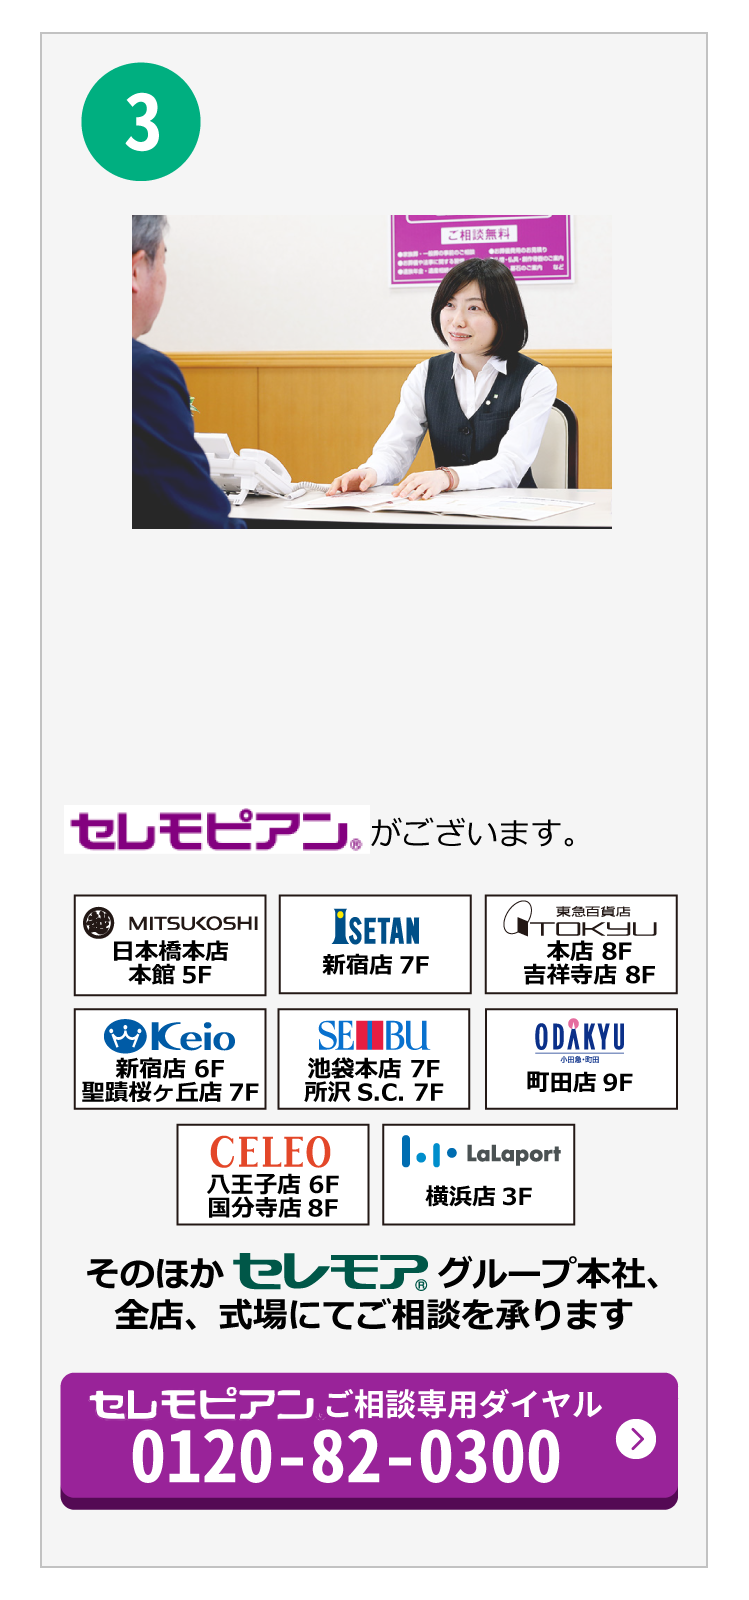 3
ご相談無料
セレモピアン®がございます。
越 MITSUKOSHI
日本橋本店
本館 5F
ISETAN
新宿店 7F
東急百貨店
TOKYU
本店 8F
吉祥寺店 8F
Keio
新宿店 6F
聖蹟桜ヶ丘店 7F
SEIBU
池袋本店 7F
所沢 S.C. 7F
ODAKYU
小田急・町田
町田店 9F
CELEO
八王子店 6F
国分寺店 8F
LaLaport
横浜店 3F
そのほか セレモア® グループ本社、
全店、式場にてご相談を承ります
セレモピアン® ご相談専用ダイヤル
0120-82-0300